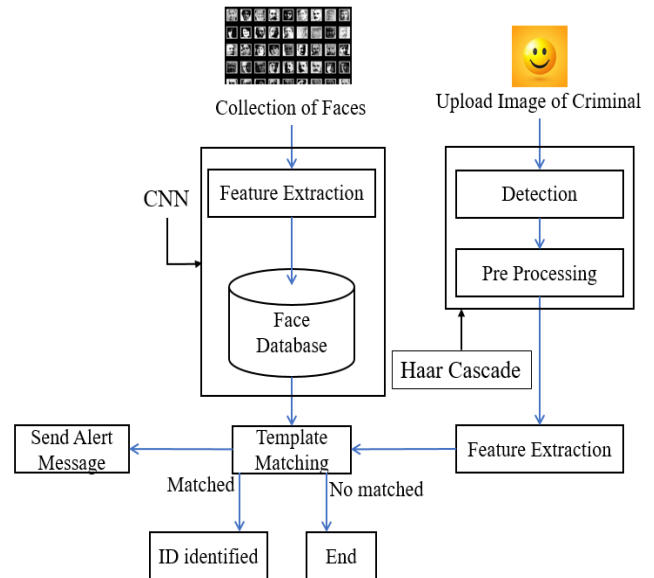 Collection of Faces
Upload Image of Criminal
CNN
Feature Extraction
Detection
Pre Processing
Face
Database
Haar Cascade
Send Alert
Message
Template
Matching
Feature Extraction
Matched
No matched
ID identified
End